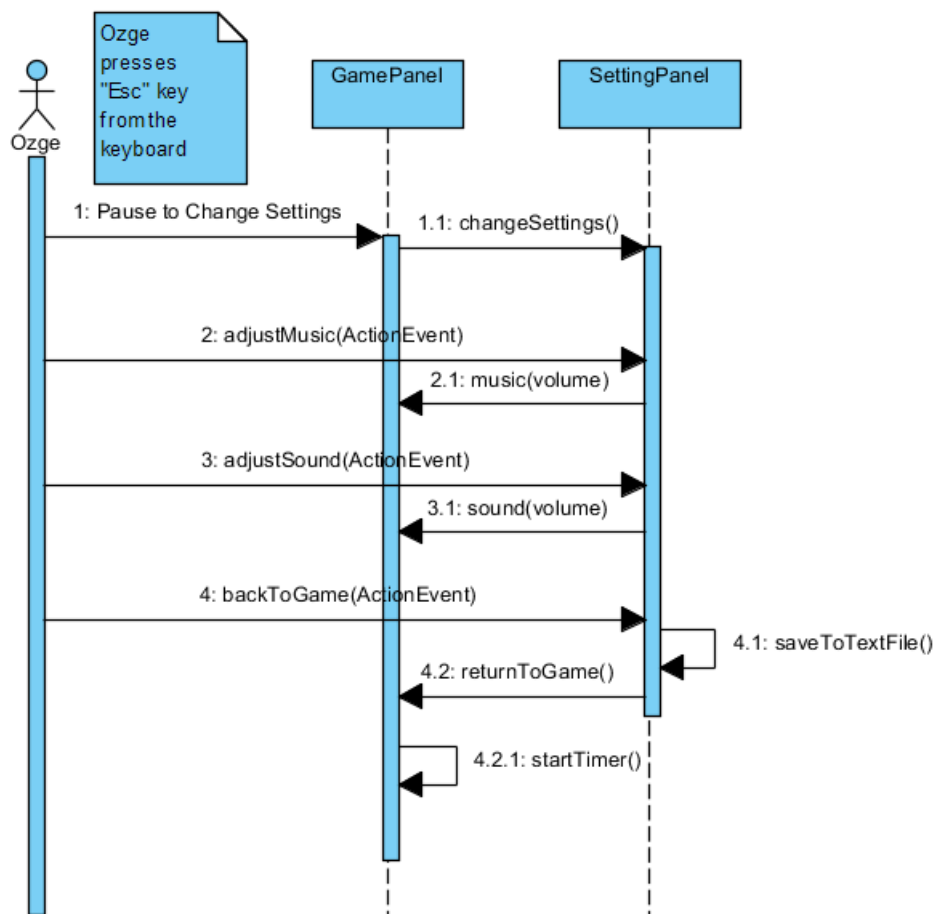 Ozge
presses
"Esc" key
from the
keyboard
Ozge
GamePanel
SettingPanel
1: Pause to Change Settings
1.1: changeSettings()
2: adjustMusic(ActionEvent)
2.1: music(volume)
3: adjustSound(ActionEvent)
3.1: sound(volume)
4: backToGame(ActionEvent)
4.1: saveToTextFile()
4.2: returnToGame()
4.2.1: startTimer()